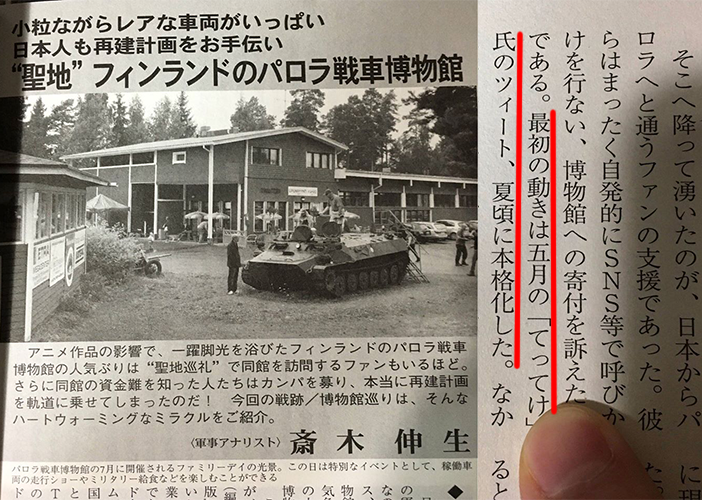 小粒ながらレアな車両がいっぱい
日本人も再建計画をお手伝い
“聖地” フィンランドのパロラ戦車博物館
アニメ作品の影響で、一躍脚光を浴びたフィンランドのパロラ戦車
博物館の人気ぶりは“聖地巡礼”で同館を訪問するファンもいるほど。
さらに同館の資金難を知った人たちはカンパを募り、本当に再建計画
を軌道に乗せてしまったのだ! 今回の戦跡/博物館巡りは、そんな
ハートウォーミングなミラクルをご紹介。
〈軍事アナリスト〉斎木伸生
パロラ戦車博物館の7月に開催されるファミリーデイの光景。この日は特別なイベントとして、稼働車
両の走行ショーやミリタリー給食などを楽しむことができる
そこへ降って湧いたのが、日本からパ
ロラへと通うファンの支援であった。彼
らはまったく自発的にSNS等で呼びか
けを行ない、博物館への寄付を訴えた
である。最初の動きは五月の「てってけ」
氏のツィート、夏頃に本格化した。なか